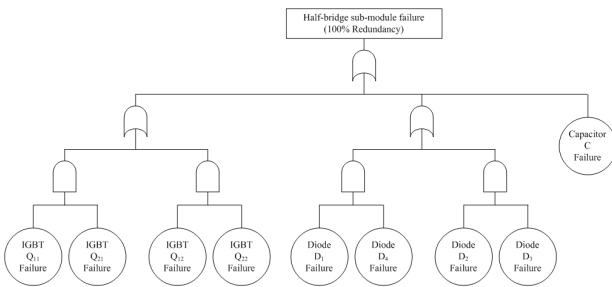 Half-bridge sub-module failure
(100% Redundancy)
Capacitor
C
Failure
IGBT
Q₁₁
Failure
IGBT
Q₂₁
Failure
IGBT
Q₁₂
Failure
IGBT
Q₂₂
Failure
Diode
D₁
Failure
Diode
D₄
Failure
Diode
D₂
Failure
Diode
D₃
Failure